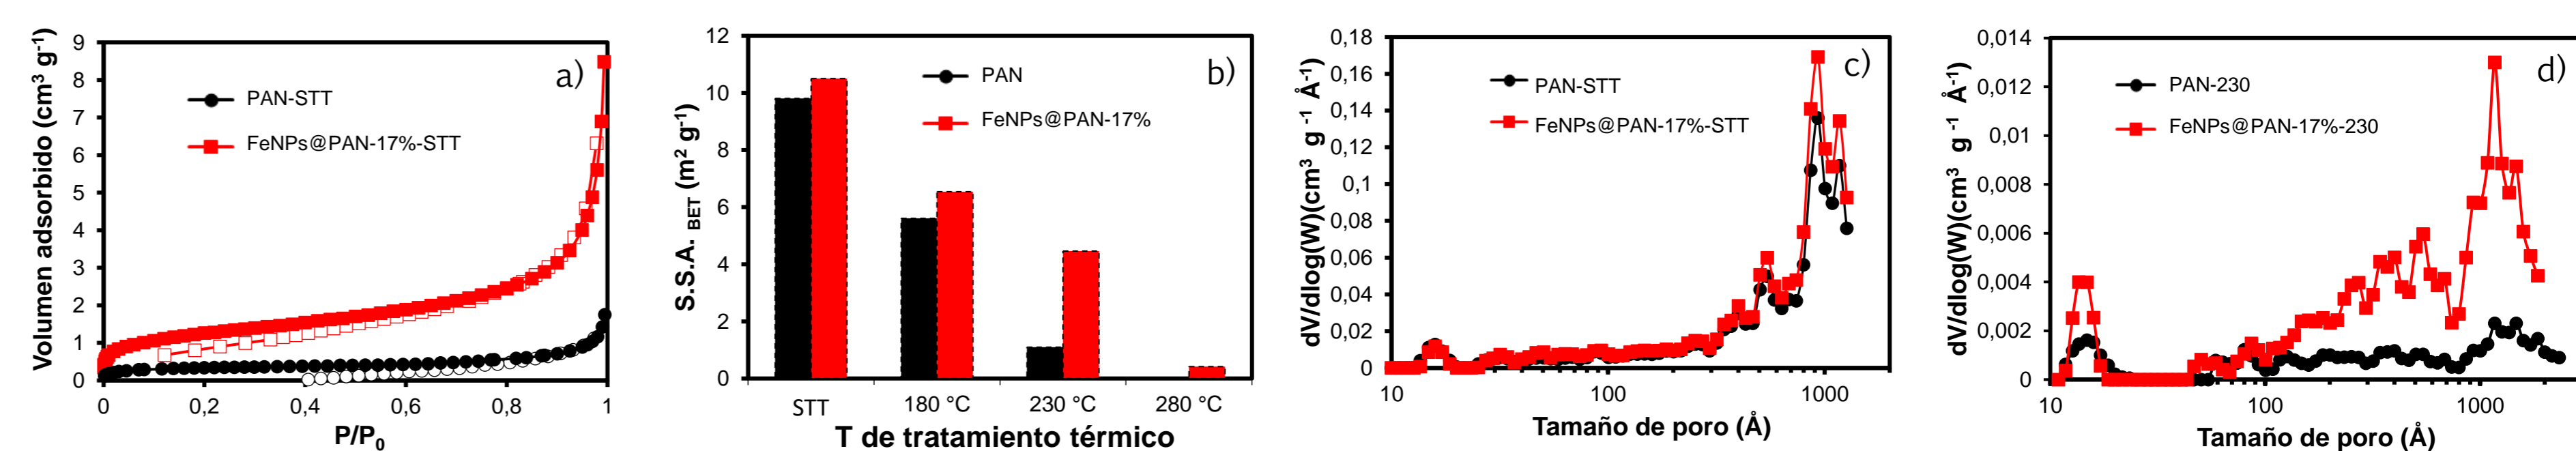 a)
Volumen adsorbido (cm³ g⁻¹)
9
8
7
6
5
4
3
2
1
0
PAN-STT
FeNPs@PAN-17%-STT
0 0,2 0,4 0,6 0,8 1
P/P₀
b)
S.S.A. BET (m² g⁻¹)
12
10
8
6
4
2
0
PAN
FeNPs@PAN-17%
STT 180 °C 230 °C 280 °C
T de tratamiento térmico
c)
dV/dlog(W)(cm³ g⁻¹ Å⁻¹)
0,18
0,16
0,14
0,12
0,1
0,08
0,06
0,04
0,02
0
PAN-STT
FeNPs@PAN-17%-STT
10 100 1000
Tamaño de poro (Å)
d)
dV/dlog(W)(cm³ g⁻¹ Å⁻¹)
0,014
0,012
0,01
0,008
0,006
0,004
0,002
0
PAN-230
FeNPs@PAN-17%-230
10 100 1000
Tamaño de poro (Å)